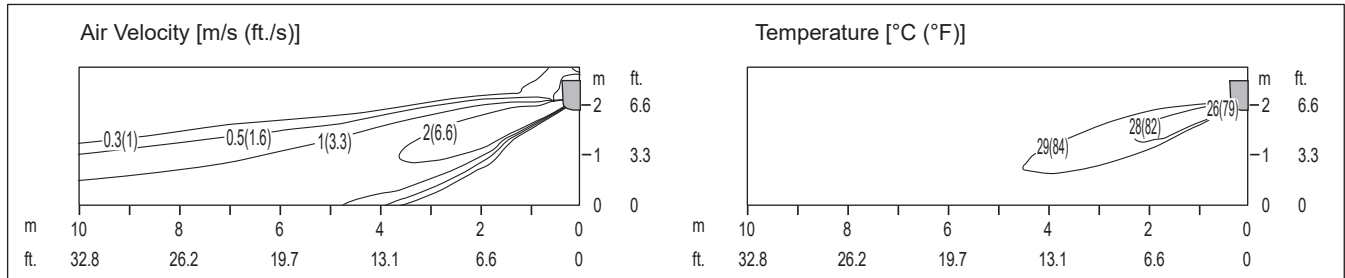 Air Velocity [m/s (ft./s)]
m ft.
2 6.6
1 3.3
0 0
0.3(1)
0.5(1.6)
1(3.3)
2(6.6)
m 10 8 6 4 2 0
ft. 32.8 26.2 19.7 13.1 6.6 0
Temperature [°C (°F)]
m ft.
2 6.6
1 3.3
0 0
26(79)
28(82)
29(84)
m 10 8 6 4 2 0
ft. 32.8 26.2 19.7 13.1 6.6 0